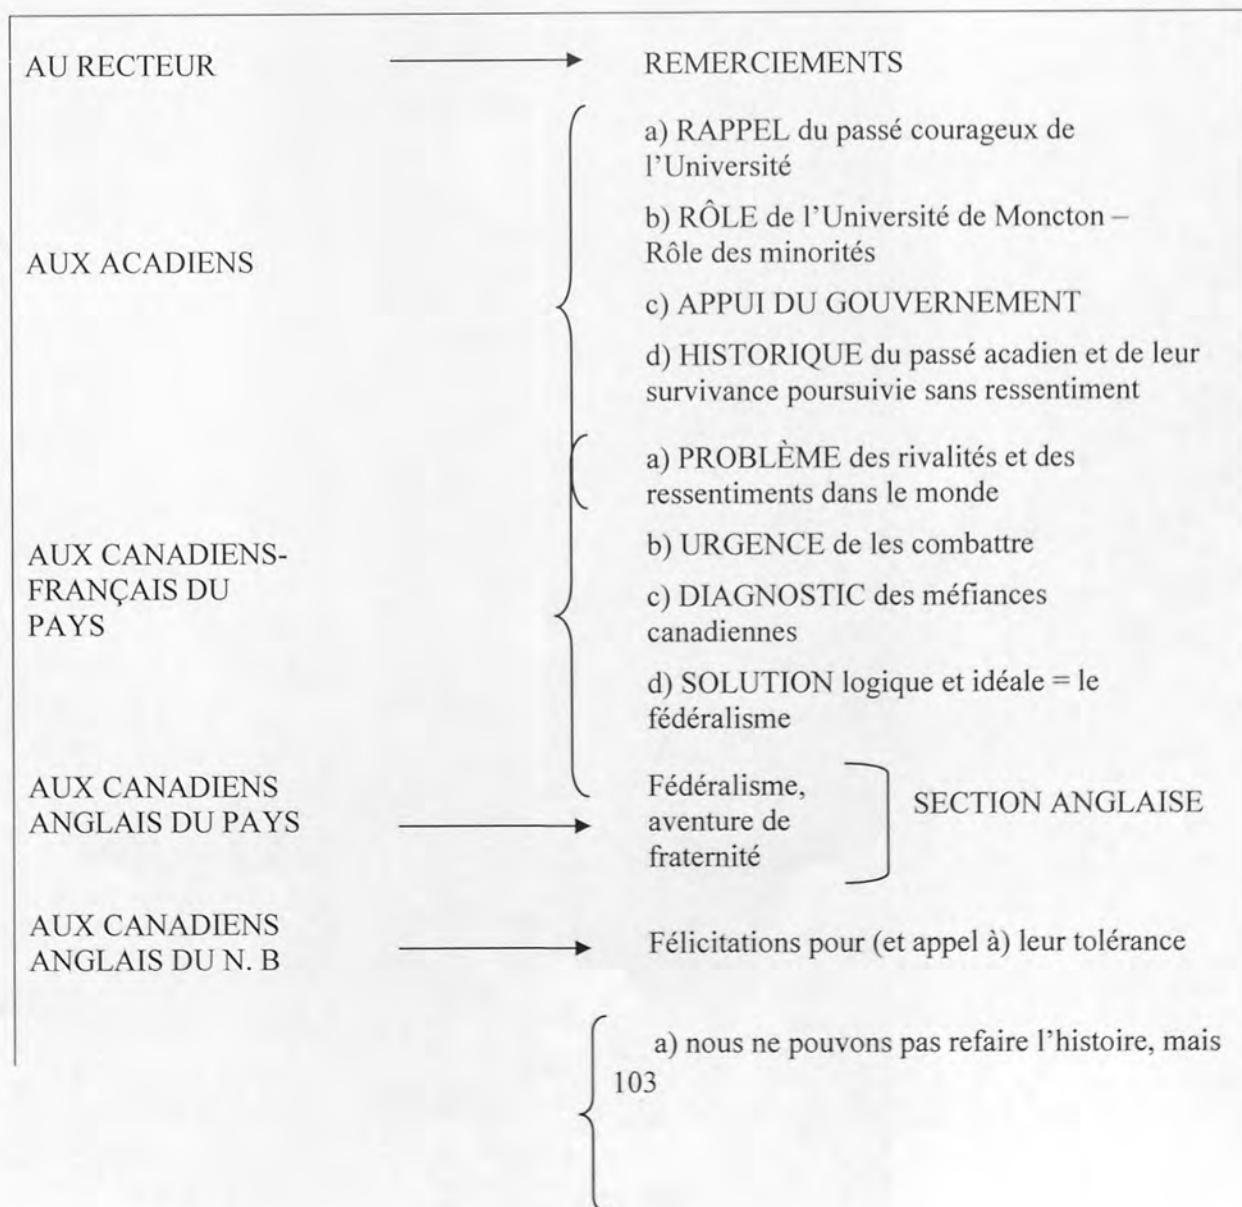 AU RECTEUR
REMERCIEMENTS
AUX ACADIENS
a) RAPPEL du passé courageux de
l’Université
b) RÔLE de l’Université de Moncton –
Rôle des minorités
c) APPUI DU GOUVERNEMENT
d) HISTORIQUE du passé acadien et de leur
survivance poursuivie sans ressentiment
AUX CANADIENS-
FRANÇAIS DU
PAYS
a) PROBLÈME des rivalités et des
ressentiments dans le monde
b) URGENCE de les combattre
c) DIAGNOSTIC des méfiances
canadiennes
d) SOLUTION logique et idéale = le
fédéralisme
AUX CANADIENS
ANGLAIS DU PAYS
Fédéralisme,
aventure de
fraternité
SECTION ANGLAISE
AUX CANADIENS
ANGLAIS DU N. B
Félicitations pour (et appel à) leur tolérance
a) nous ne pouvons pas refaire l’histoire, mais
103